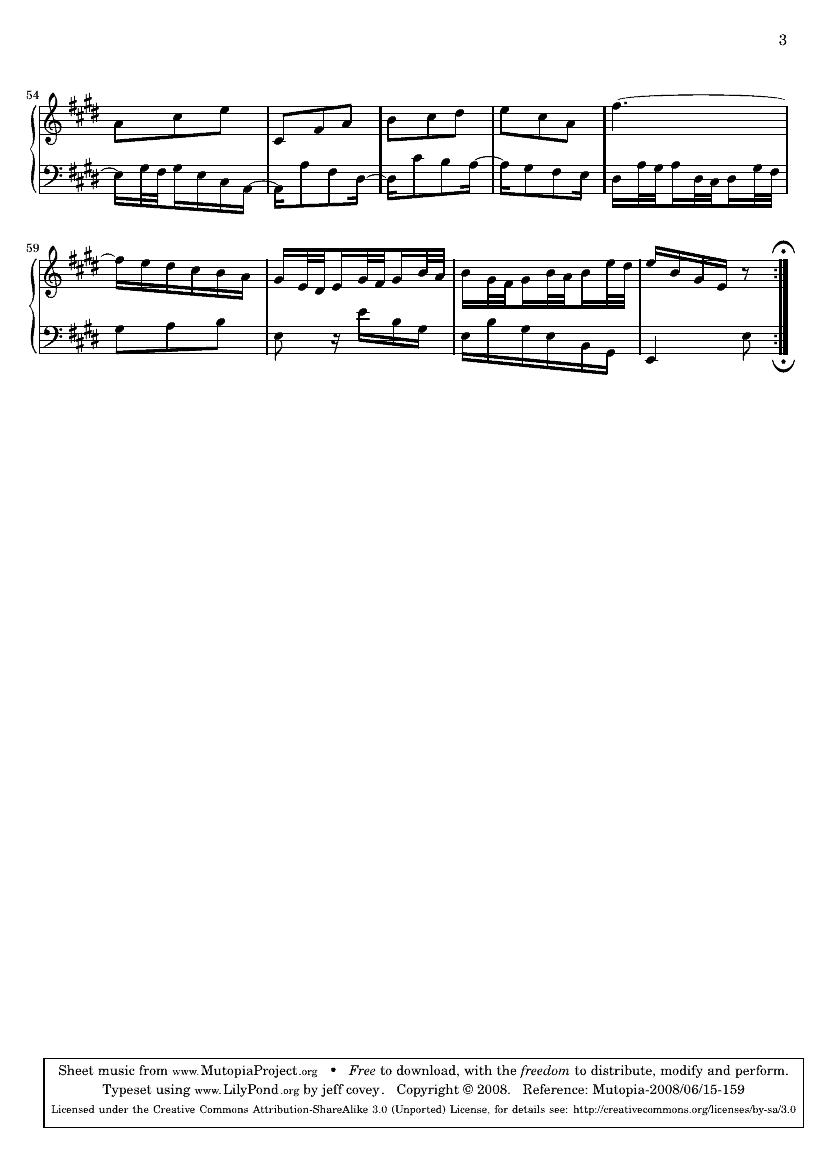 3
54
59
Sheet music from www.MutopiaProject.org • Free to download, with the freedom to distribute, modify and perform.
Typeset using www.LilyPond.org by jeff covey. Copyright © 2008. Reference: Mutopia-2008/06/15-159
Licensed under the Creative Commons Attribution-ShareAlike 3.0 (Unported) License, for details see: http://creativecommons.org/licenses/by-sa/3.0